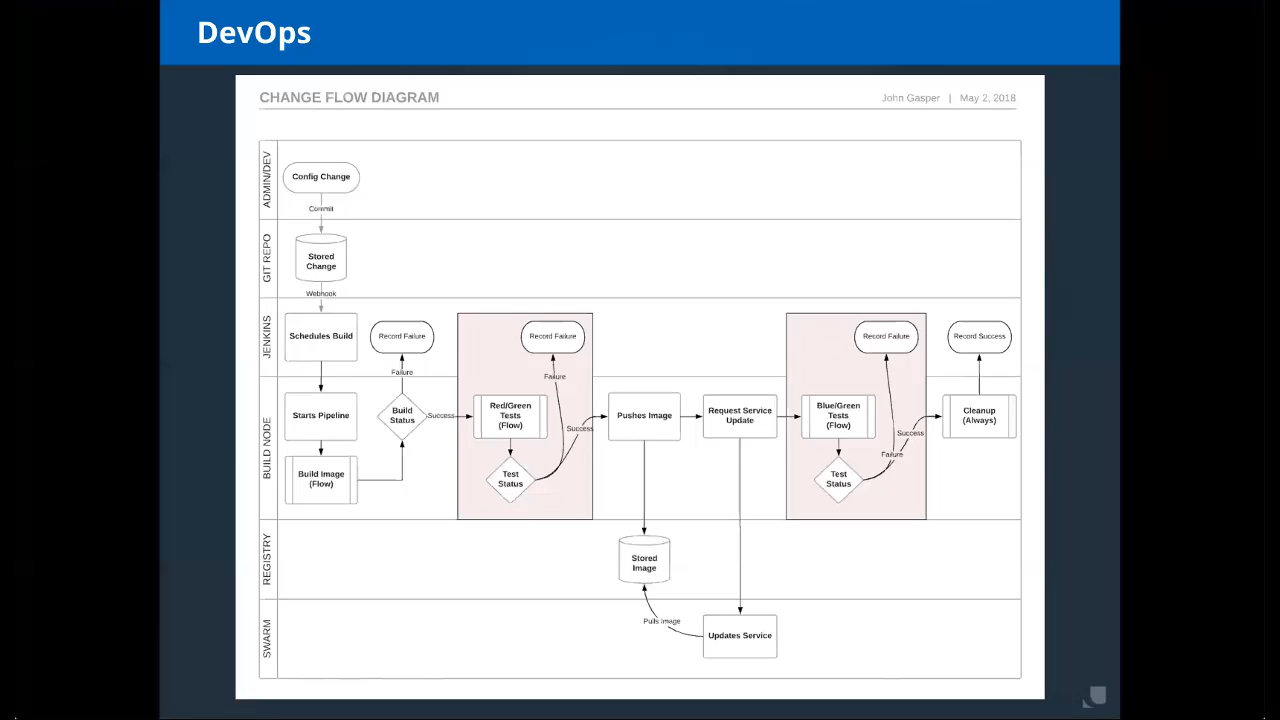 DevOps
CHANGE FLOW DIAGRAM
John Gasper | May 2, 2018
ADMIN/DEV
Config Change
Commit
GIT REPO
Stored
Change
Webhook
JENKINS
Schedules Build
Record Failure
Record Failure
Record Failure
Record Success
Failure
Failure
BUILD NODE
Starts Pipeline
Build
Status
Success
Red/Green
Tests
(Flow)
Success
Pushes Image
Request Service
Update
Blue/Green
Tests
(Flow)
Success
Failure
Cleanup
(Always)
Build Image
(Flow)
Test
Status
Test
Status
REGISTRY
Stored
Image
SWARM
Pulls Image
Updates Service